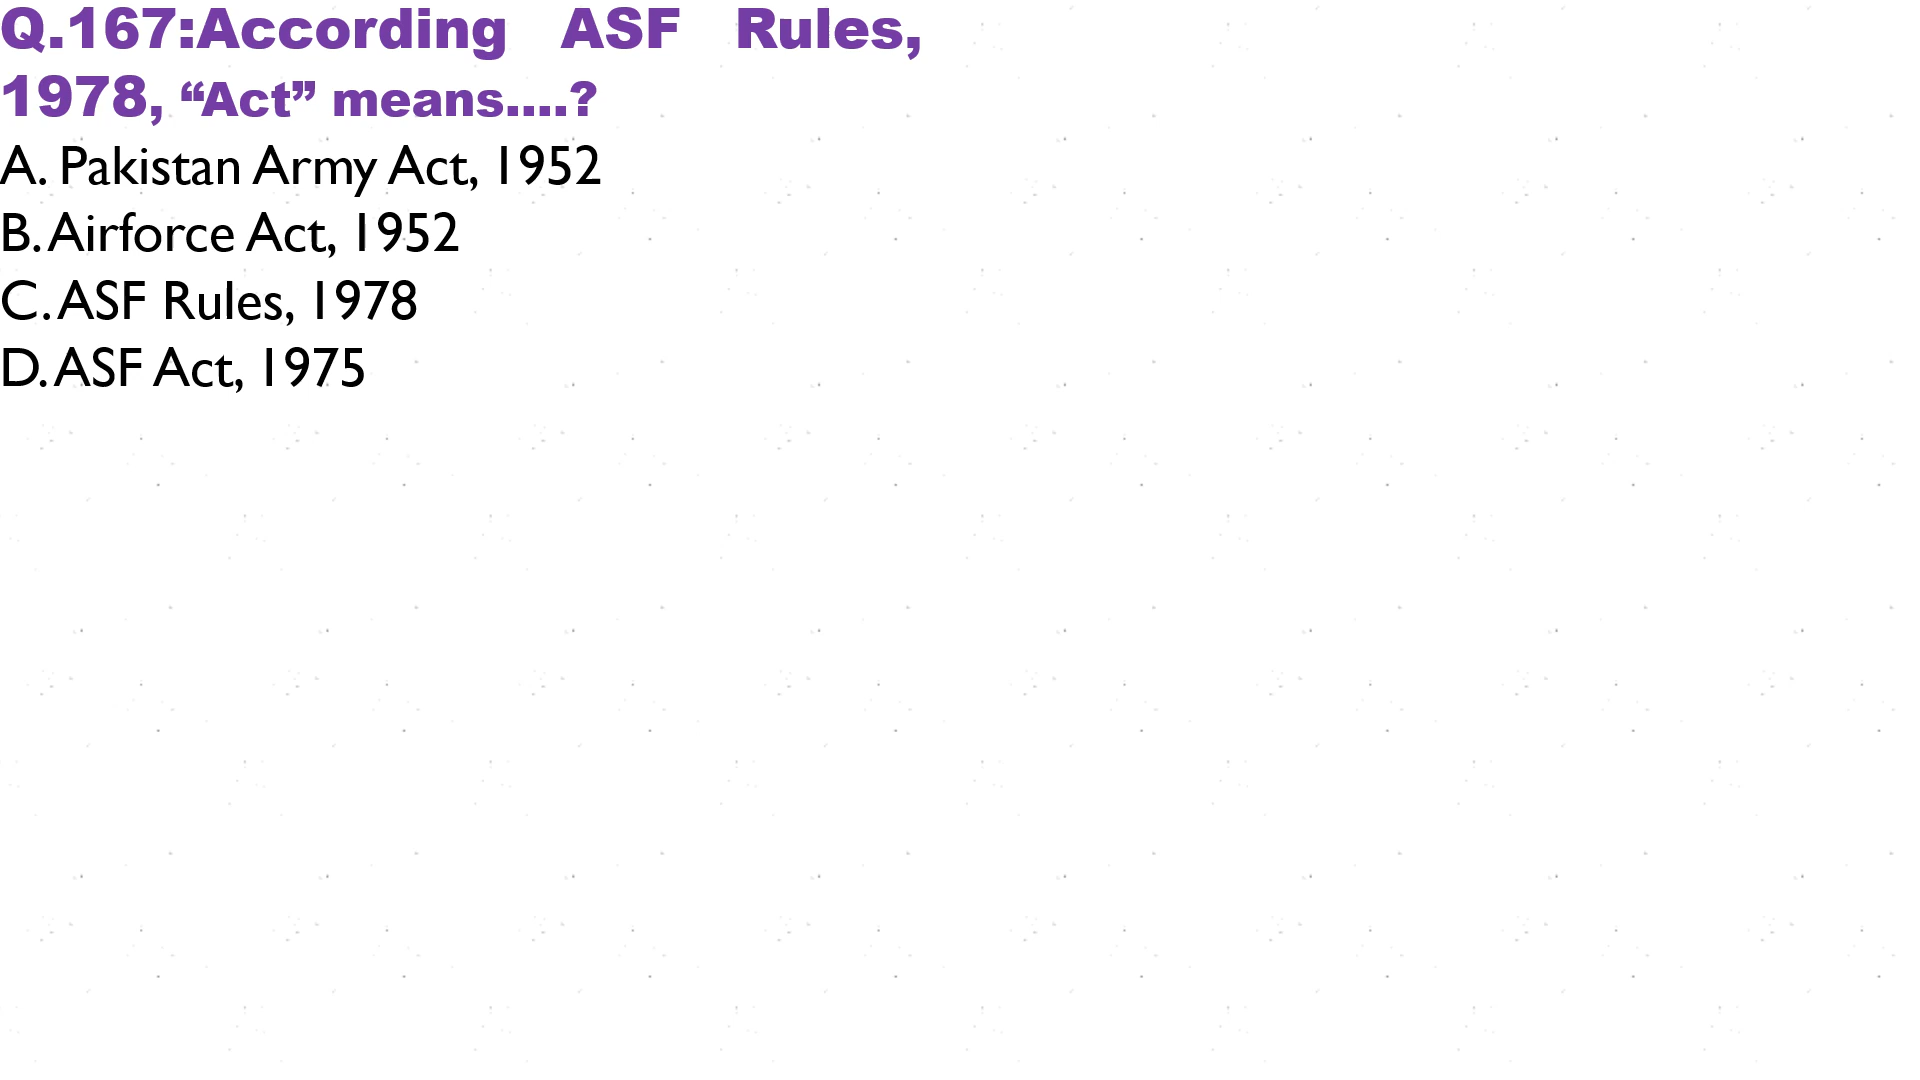 Q.167:According ASF Rules,
1978, “Act” means....?
A. Pakistan Army Act, 1952
B. Airforce Act, 1952
C. ASF Rules, 1978
D. ASF Act, 1975